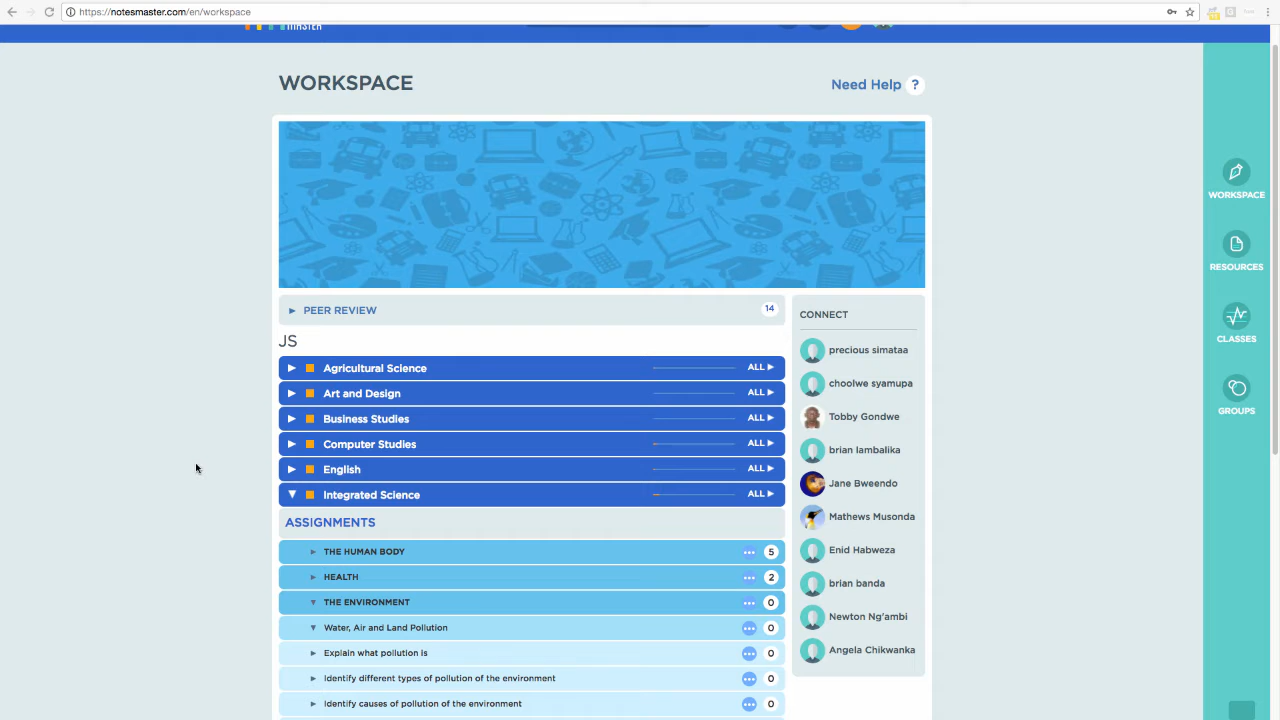 https://notesmaster.com/en/workspace
MASTER
WORKSPACE
Need Help ?
PEER REVIEW 14
JS
Agricultural Science ALL
Art and Design ALL
Business Studies ALL
Computer Studies ALL
English ALL
Integrated Science ALL
ASSIGNMENTS
THE HUMAN BODY 5
HEALTH 2
THE ENVIRONMENT 0
Water, Air and Land Pollution 0
Explain what pollution is 0
Identify different types of pollution of the environment 0
Identify causes of pollution of the environment 0
CONNECT
precious simataa
choolwe syamupa
Tobby Gondwe
brian lambalika
Jane Bweendo
Mathews Musonda
Enid Habweza
brian banda
Newton Ng'ambi
Angela Chikwanka
WORKSPACE
RESOURCES
CLASSES
GROUPS